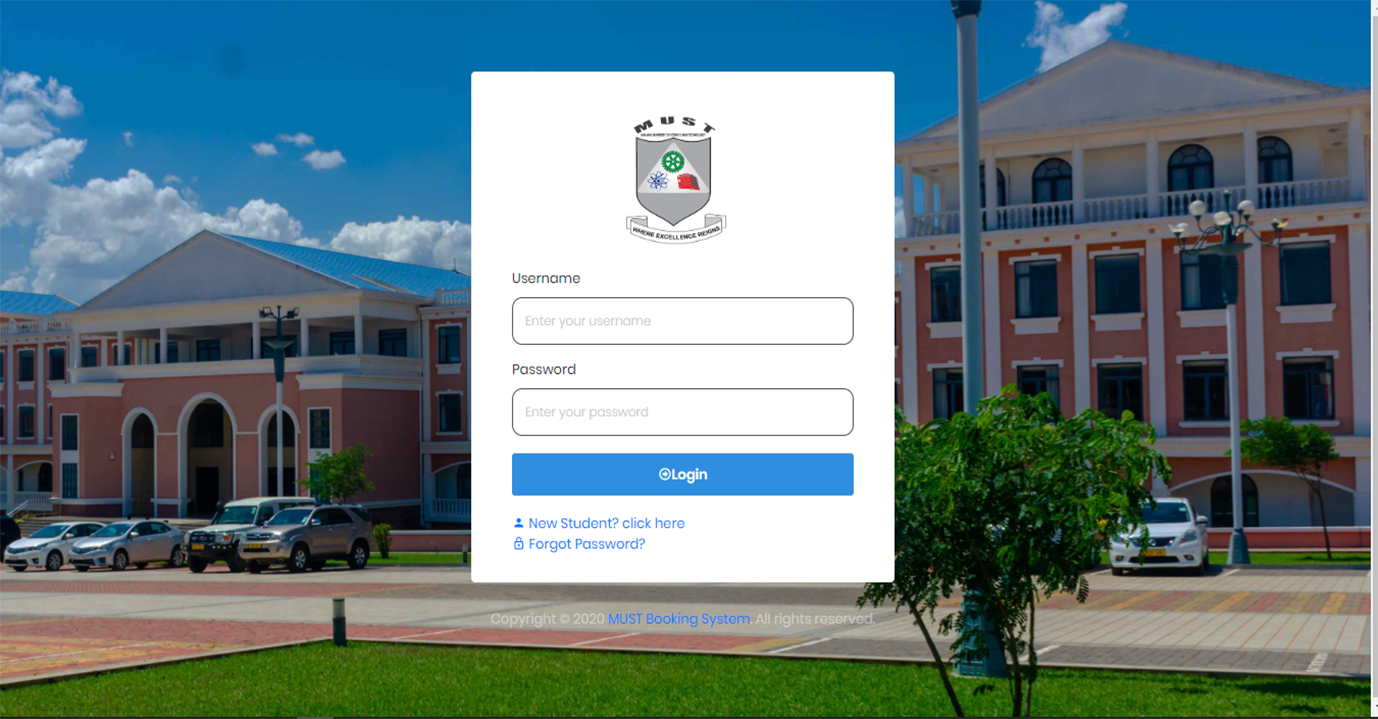 MUST
WHERE EXCELLENCE REIGNS
Username
Enter your username
Password
Enter your password
Login
New Student? click here
Forgot Password?
Copyright © 2020 MUST Booking System. All rights reserved.